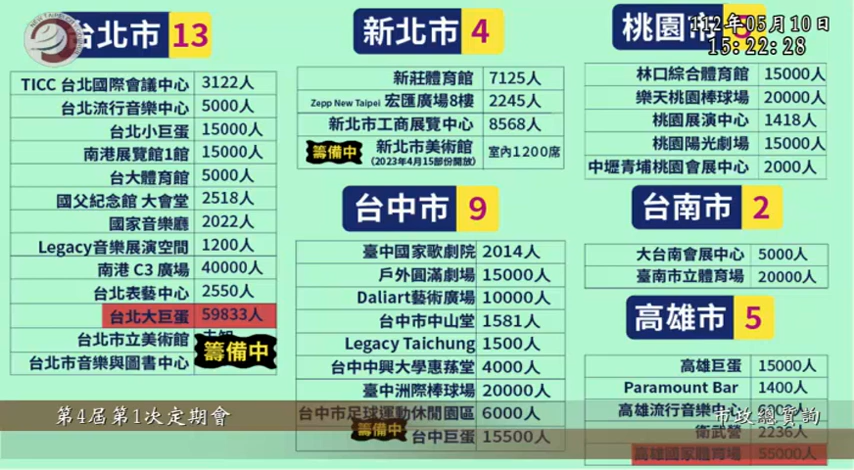 NEW TAIPEI CITY
台北市 13
TICC 台北國際會議中心 3122人
台北流行音樂中心 5000人
台北小巨蛋 15000人
南港展覽館1館 15000人
台大體育館 5000人
國父紀念館 大會堂 2518人
國家音樂廳 2022人
Legacy音樂展演空間 1200人
南港 C3 廣場 40000人
台北表藝中心 2550人
台北大巨蛋 59833人
台北市立美術館
台北市音樂與圖書中心
籌備中
新北市 4
新莊體育館 7125人
Zepp New Taipei 宏匯廣場8樓 2245人
新北市工商展覽中心 8568人
籌備中 新北市美術館 室內1200席
(2023年4月15部份開放)
台中市 9
臺中國家歌劇院 2014人
戶外圓滿劇場 15000人
Daliart藝術廣場 10000人
台中市中山堂 1581人
Legacy Taichung 1500人
台中中興大學惠蓀堂 4000人
臺中洲際棒球場 20000人
台中市足球運動休閒園區 6000人
籌備中 台中巨蛋 15500人
桃園市 5
112年05月10日
15:22:28
林口綜合體育館 15000人
樂天桃園棒球場 20000人
桃園展演中心 1418人
桃園陽光劇場 15000人
中壢青埔桃園會展中心 2000人
台南市 2
大台南會展中心 5000人
臺南市立體育場 20000人
高雄市 5
高雄巨蛋 15000人
Paramount Bar 1400人
高雄流行音樂中心
衛武營 2236人
高雄國家體育場 55000人
第4屆第1次定期會
市政總質詢